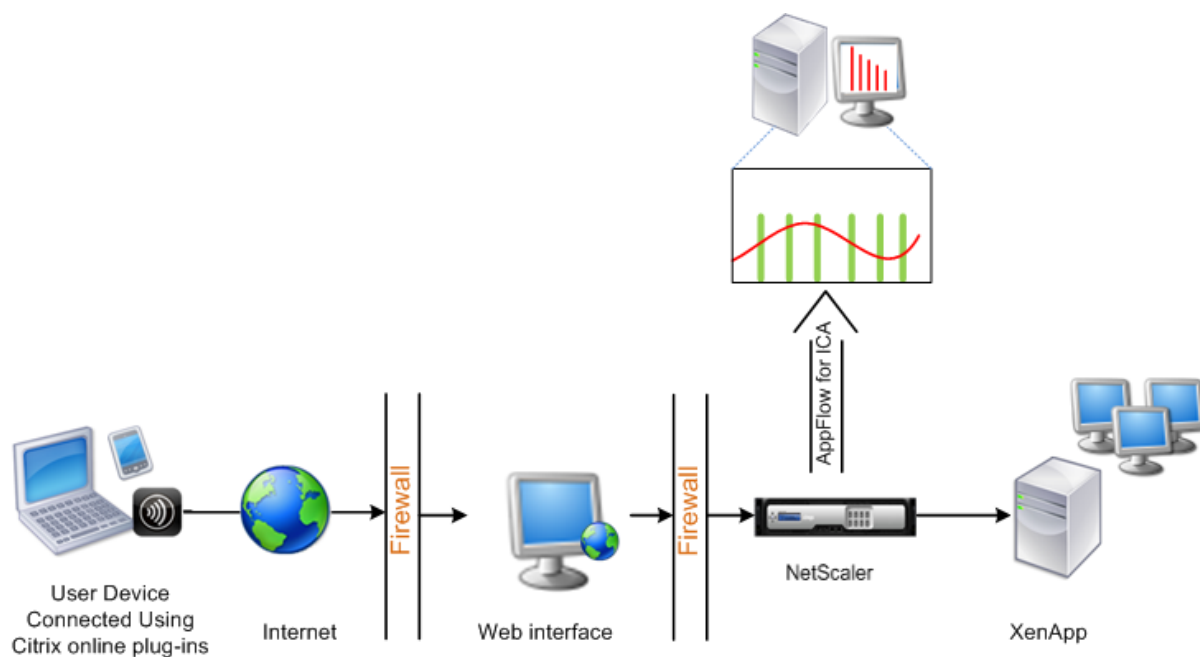 AppFlow for ICA
Firewall
Firewall
User Device
Connected Using
Citrix online plug-ins
Internet
Web interface
NetScaler
XenApp